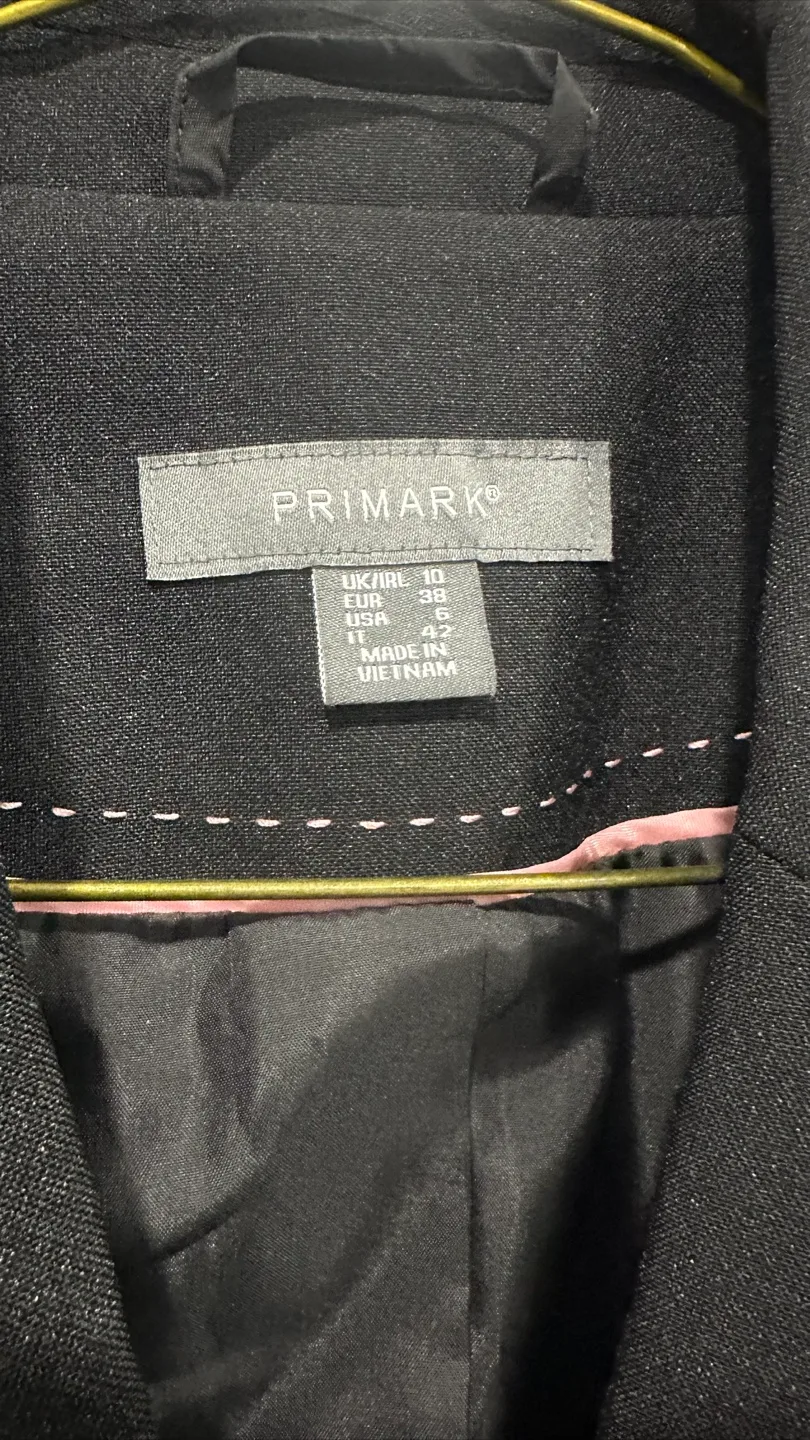 PRIMARK®
UK/IRL 10
EUR 38
USA 6
IT 42
MADE IN
VIETNAM